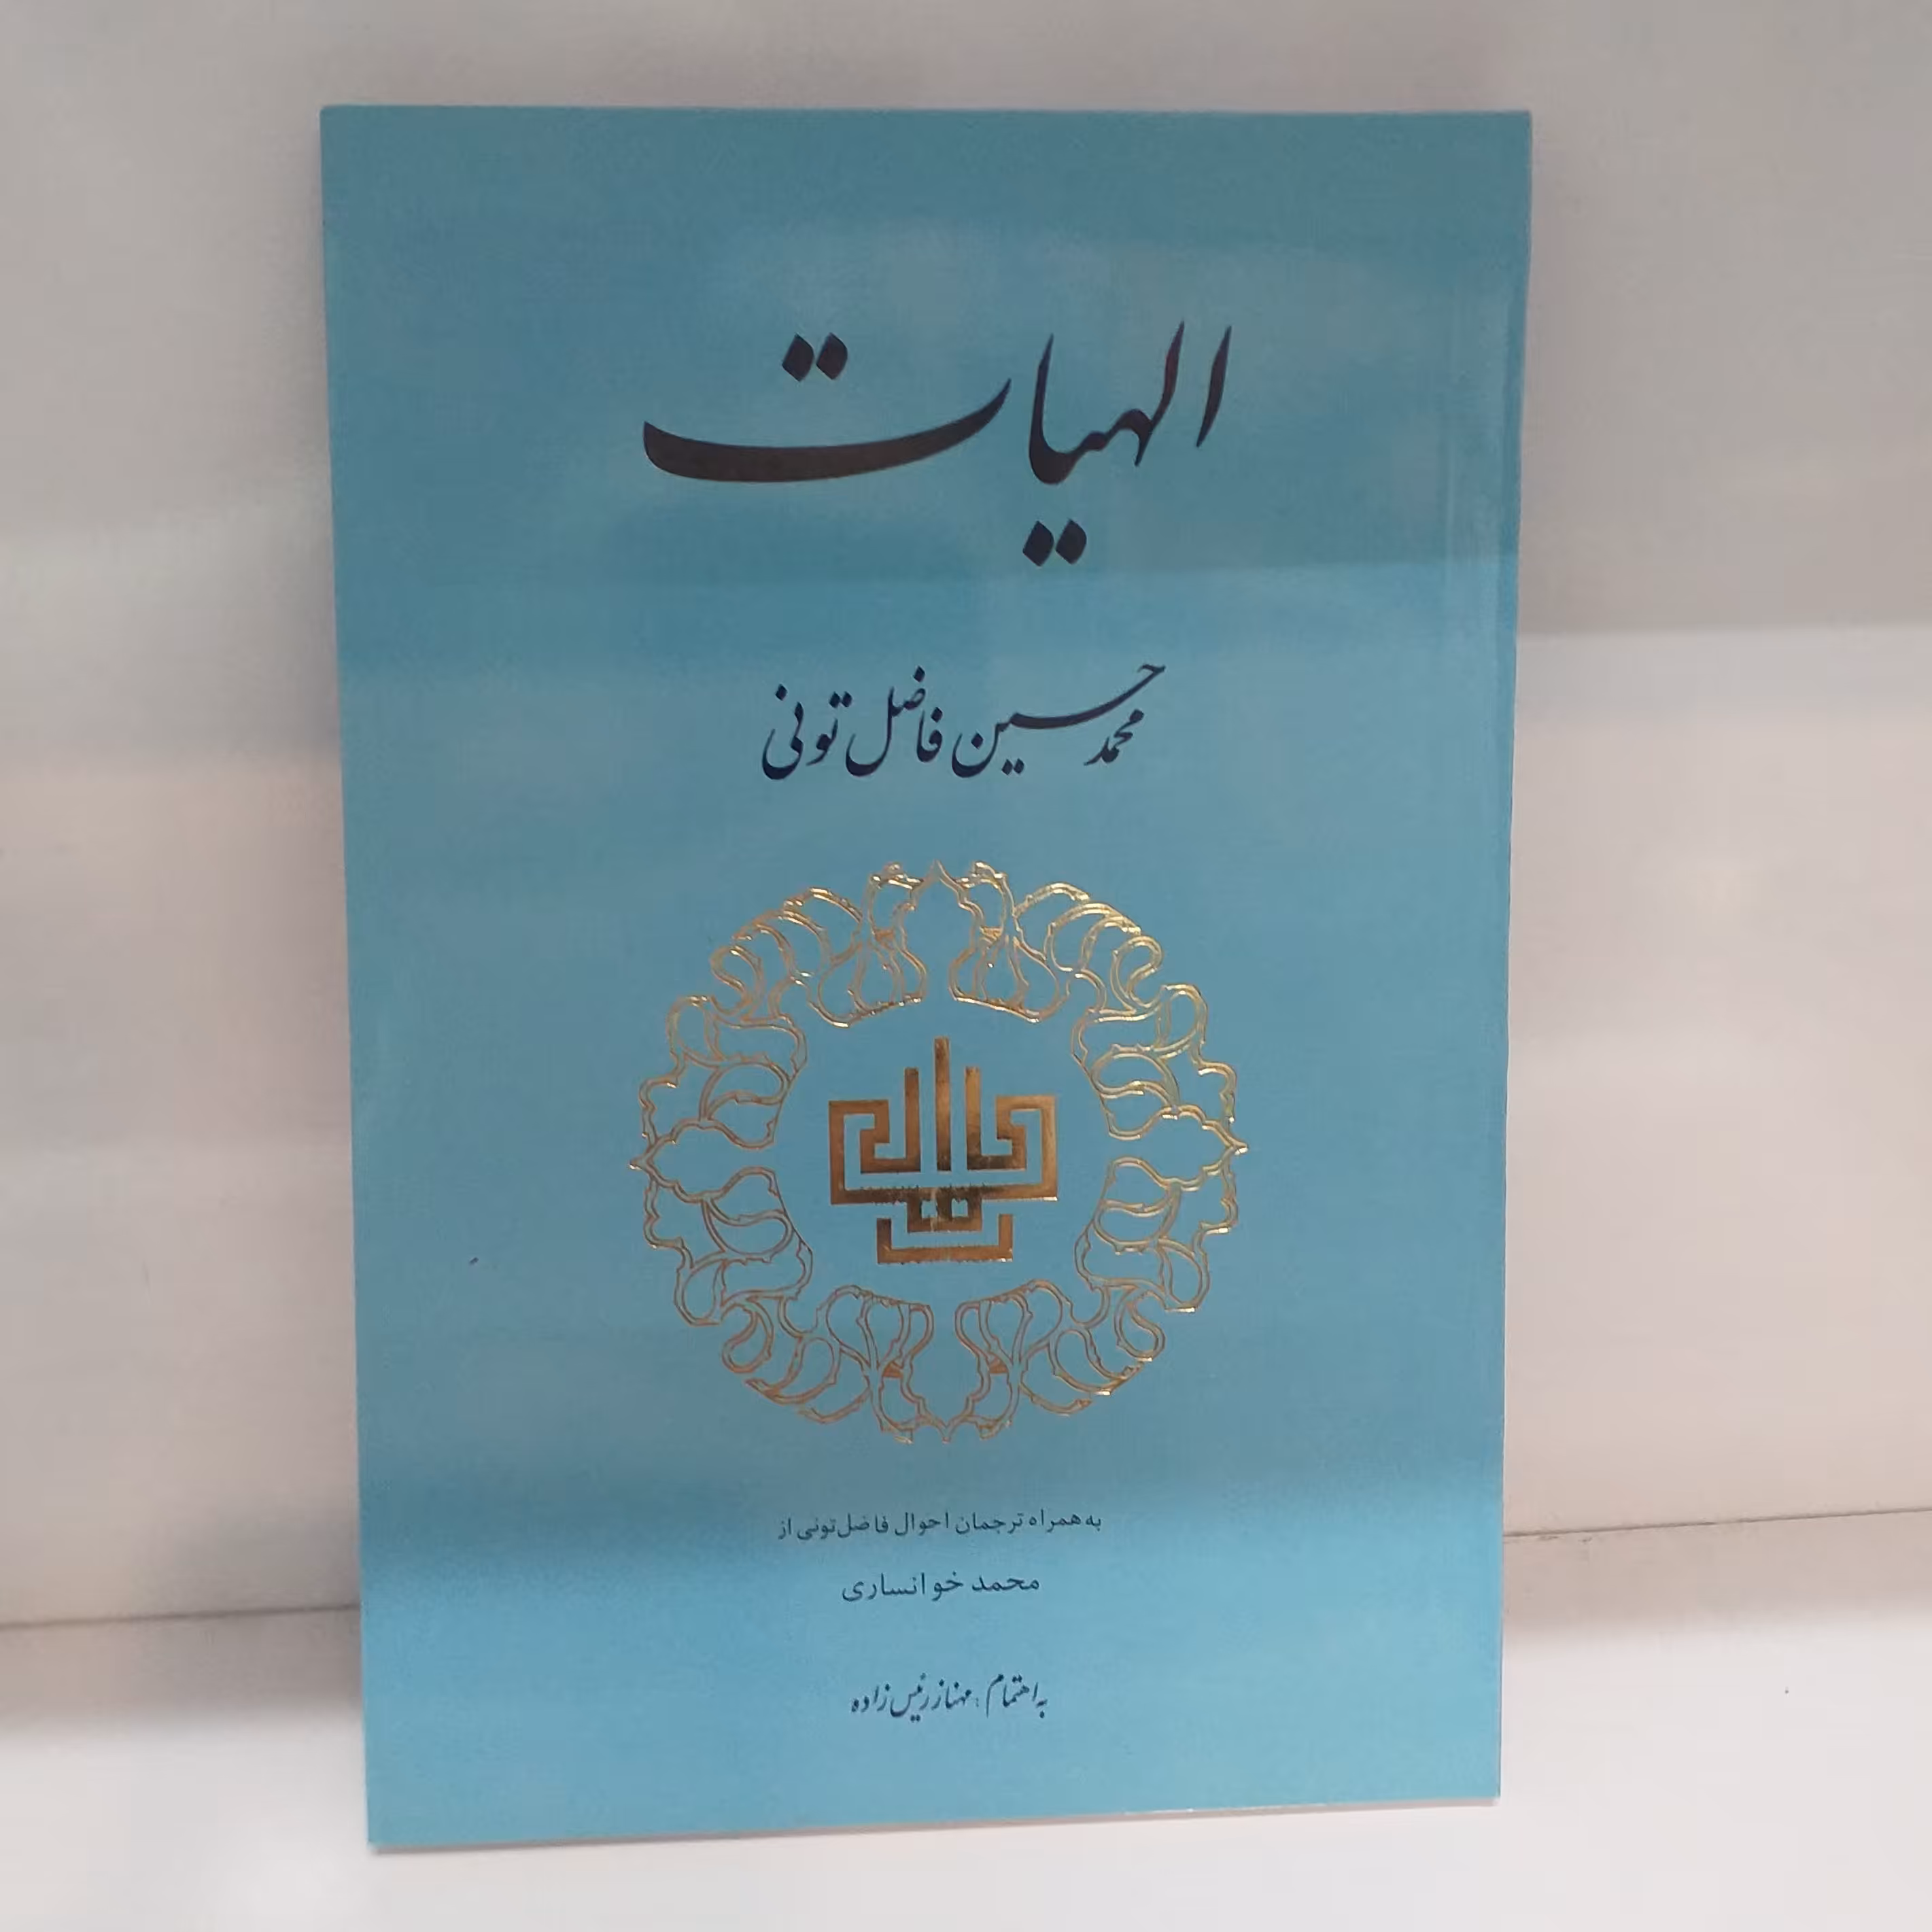 الهیات
محمدحسین فاضل تونی
به‌همراه ترجمان احوال فاضل‌تونی از
محمد خوانساری
به اهتمام: مهناز رئیس زاده